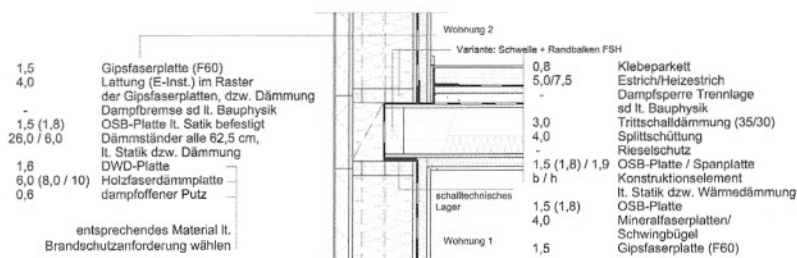 Wohnung 2
Variante: Schwelle + Randbalken FSH
1,5 Gipsfaserplatte (F60)
4,0 Lattung (E-Inst.) im Raster
der Gipsfaserplatten, dzw. Dämmung
- Dampfbremse sd lt. Bauphysik
1,5 (1,8) OSB-Platte lt. Satik befestigt
26,0 / 6,0 Dämmständer alle 62,5 cm,
lt. Statik dzw. Dämmung
1,6 DWD-Platte
6,0 (8,0 / 10) Holzfaserdämmplatte
0,6 dampfoffener Putz
entsprechendes Material lt.
Brandschutzanforderung wählen
0,8 Klebeparkett
5,0/7,5 Estrich/Heizestrich
- Dampfsperre Trennlage
sd lt. Bauphysik
3,0 Trittschalldämmung (35/30)
4,0 Splittschüttung
- Rieselschutz
1,5 (1,8) / 1,9 OSB-Platte / Spanplatte
b / h Konstruktionselement
lt. Statik dzw. Wärmedämmung
1,5 (1,8) OSB-Platte
4,0 Mineralfaserplatten/
Schwingbügel
1,5 Gipsfaserplatte (F60)
schalltechnisches
Lager
Wohnung 1